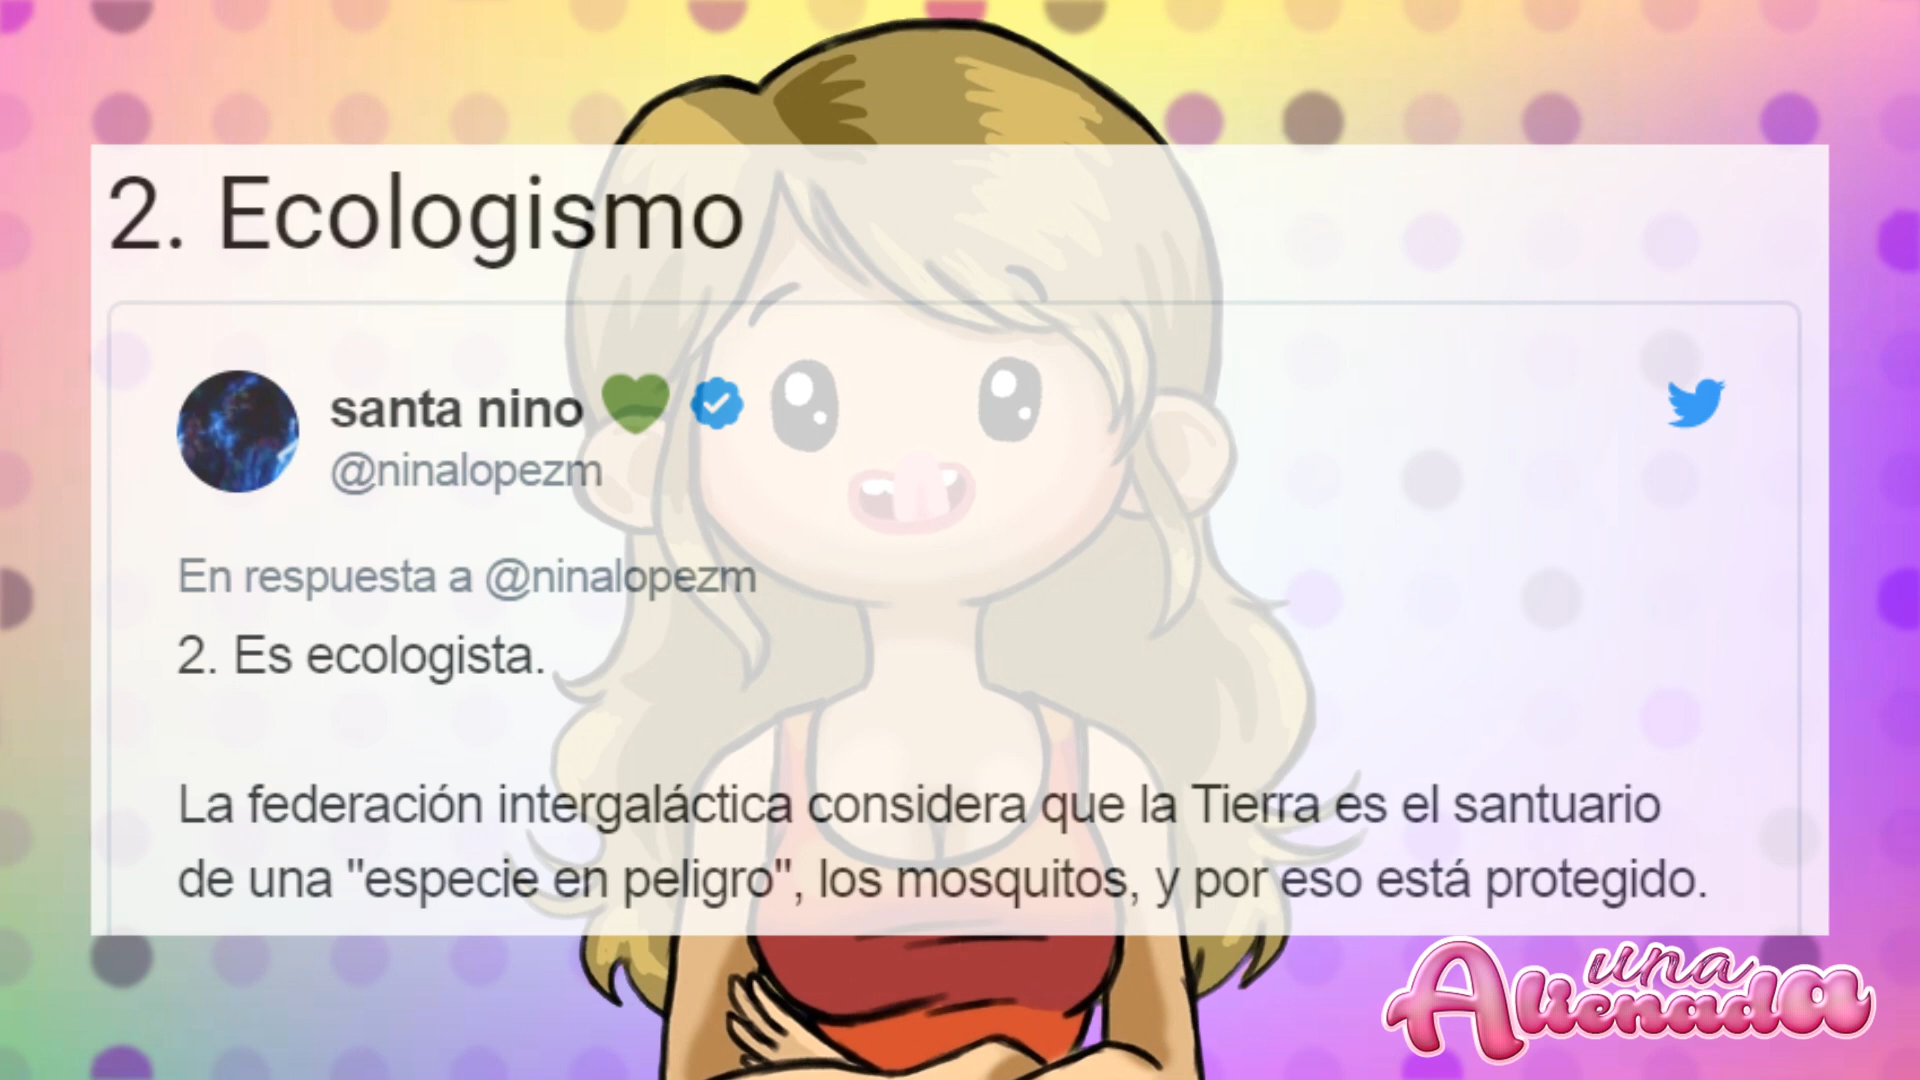 2. Ecologismo
santa nino 💚
@ninalopezm
En respuesta a @ninalopezm
2. Es ecologista.
La federación intergaláctica considera que la Tierra es el santuario
de una "especie en peligro", los mosquitos, y por eso está protegido.
una
Alienada